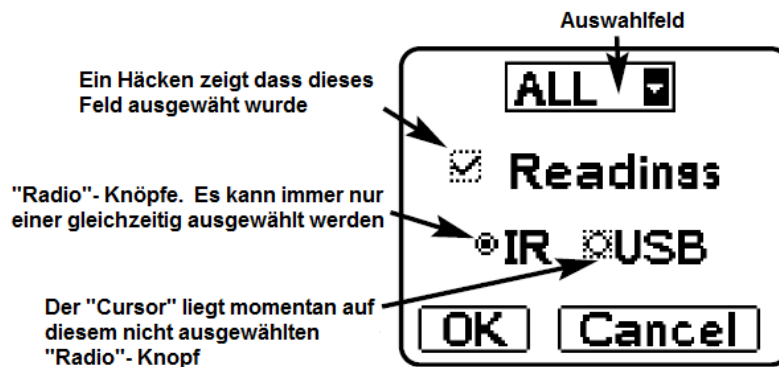 Auswahlfeld
Ein Häcken zeigt dass dieses
Feld ausgewäht wurde
ALL
Readings
"Radio"- Knöpfe.  Es kann immer nur
einer gleichzeitig ausgewählt werden
IR USB
Der "Cursor" liegt momentan auf
diesem nicht ausgewählten
"Radio"- Knopf
OK Cancel